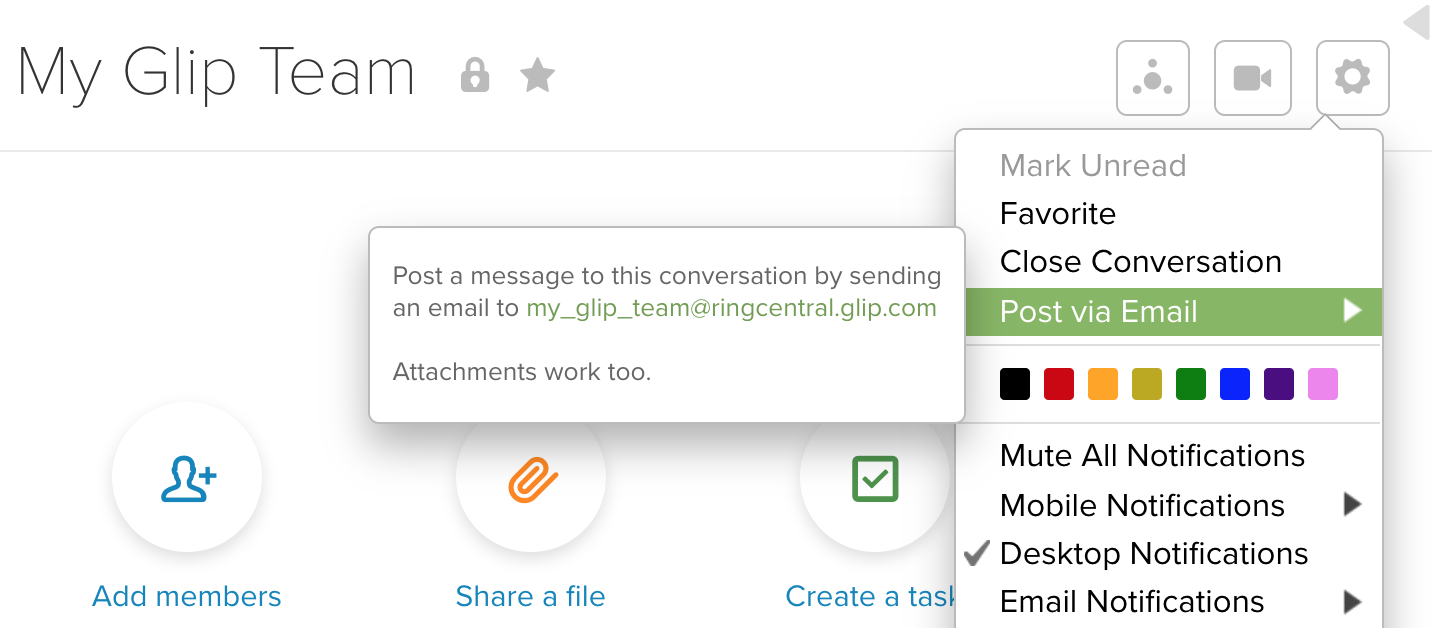 My Glip Team
Mark Unread
Favorite
Close Conversation
Post via Email
Post a message to this conversation by sending
an email to my_glip_team@ringcentral.glip.com
Attachments work too.
Mute All Notifications
Mobile Notifications
Desktop Notifications
Email Notifications
Add members
Share a file
Create a task